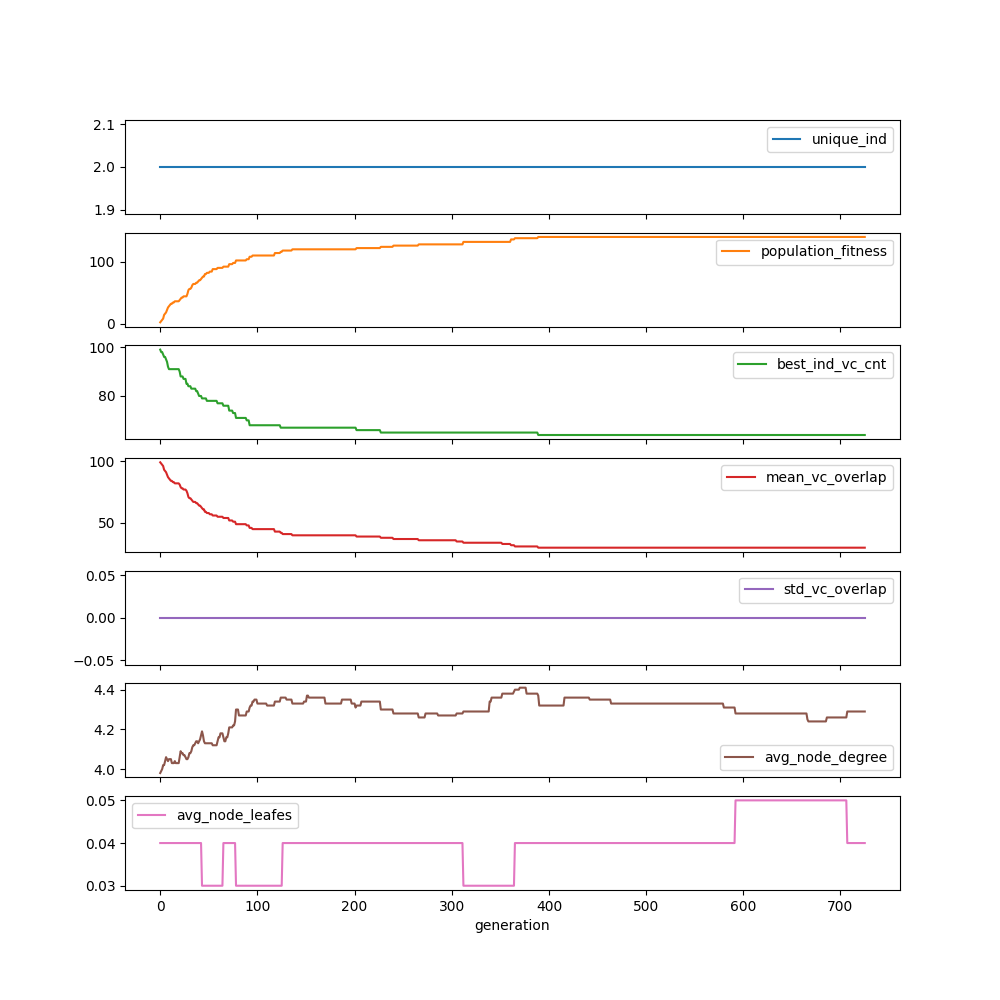 2.1
2.0
1.9
unique_ind
100
0
population_fitness
100
80
best_ind_vc_cnt
100
50
mean_vc_overlap
0.05
0.00
−0.05
std_vc_overlap
4.4
4.2
4.0
avg_node_degree
0.05
0.04
0.03
avg_node_leafes
0 100 200 300 400 500 600 700
generation